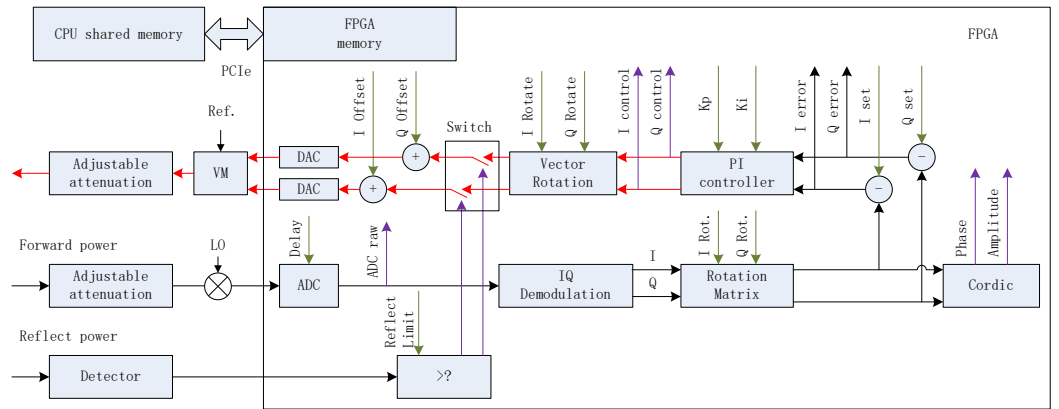 CPU shared memory
FPGA
memory
FPGA
PCIe
Ref.
I Offset
Q Offset
Switch
I Rotate
Q Rotate
I control
Q control
Kp
Ki
I error
Q error
I set
Q set
Adjustable
attenuation
VM
DAC
DAC
+
+
Vector
Rotation
PI
controller
-
-
Forward power
LO
Delay
ADC raw
I Rot.
Q Rot.
Phase
Amplitude
Adjustable
attenuation
ADC
IQ
Demodulation
I
Q
Rotation
Matrix
Cordic
Reflect power
Reflect
Limit
Detector
>?